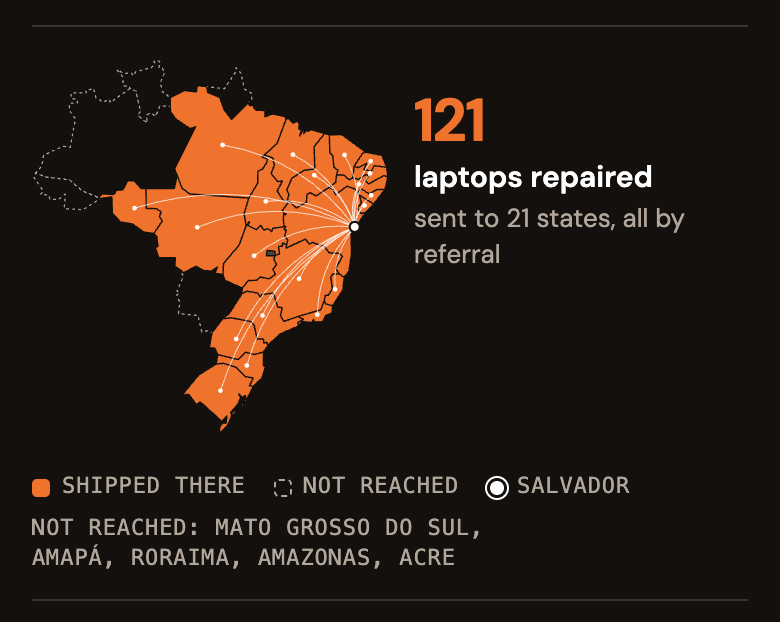 121
laptops repaired
sent to 21 states, all by
referral
SHIPPED THERE
NOT REACHED
SALVADOR
NOT REACHED: MATO GROSSO DO SUL,
AMAPÁ, RORAIMA, AMAZONAS, ACRE